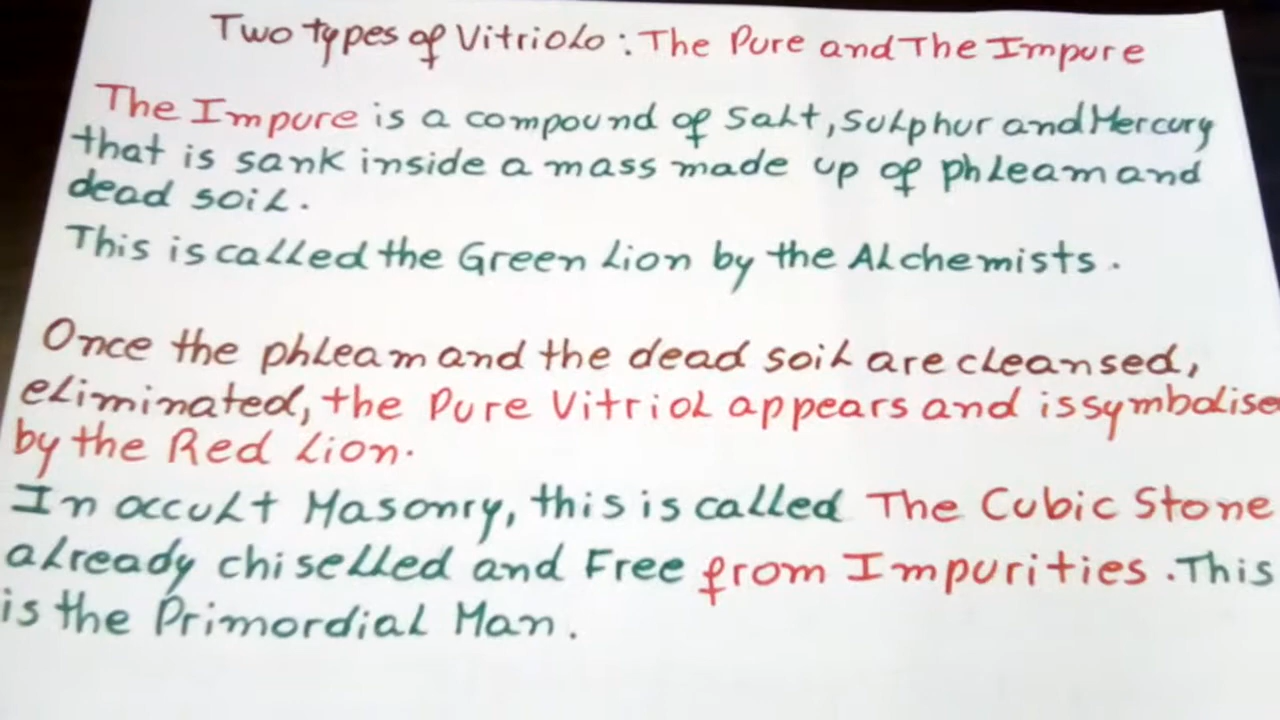 Two types of Vitriolo : The Pure and The Impure
The Impure is a compound of Salt, Sulphur and Mercury
that is sank inside a mass made up of phleam and
dead soil.
This is called the Green Lion by the Alchemists.
Once the phleam and the dead soil are cleansed,
eliminated, the Pure Vitriol appears and is symbolise
by the Red Lion.
In occult Masonry, this is called The Cubic Stone
already chiselled and Free from Impurities. This
is the Primordial Man.